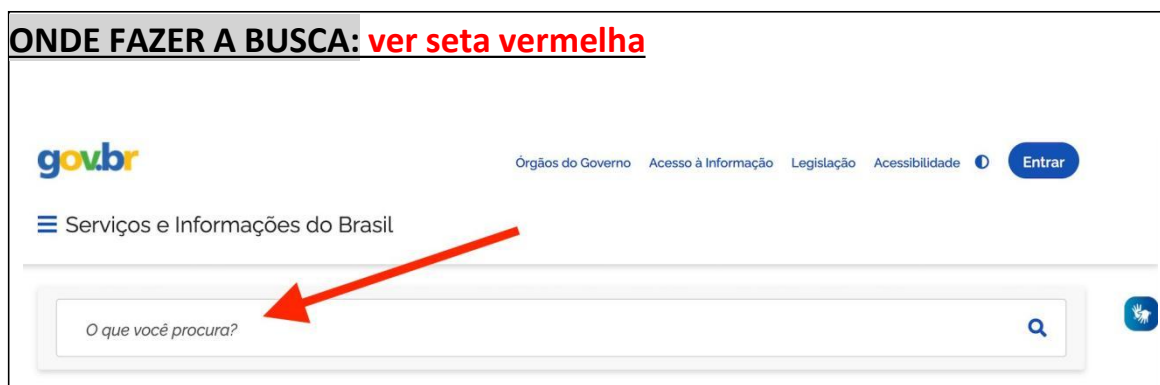 ONDE FAZER A BUSCA: ver seta vermelha
gov.br
Órgãos do Governo Acesso à Informação Legislação Acessibilidade Entrar
Serviços e Informações do Brasil
O que você procura?